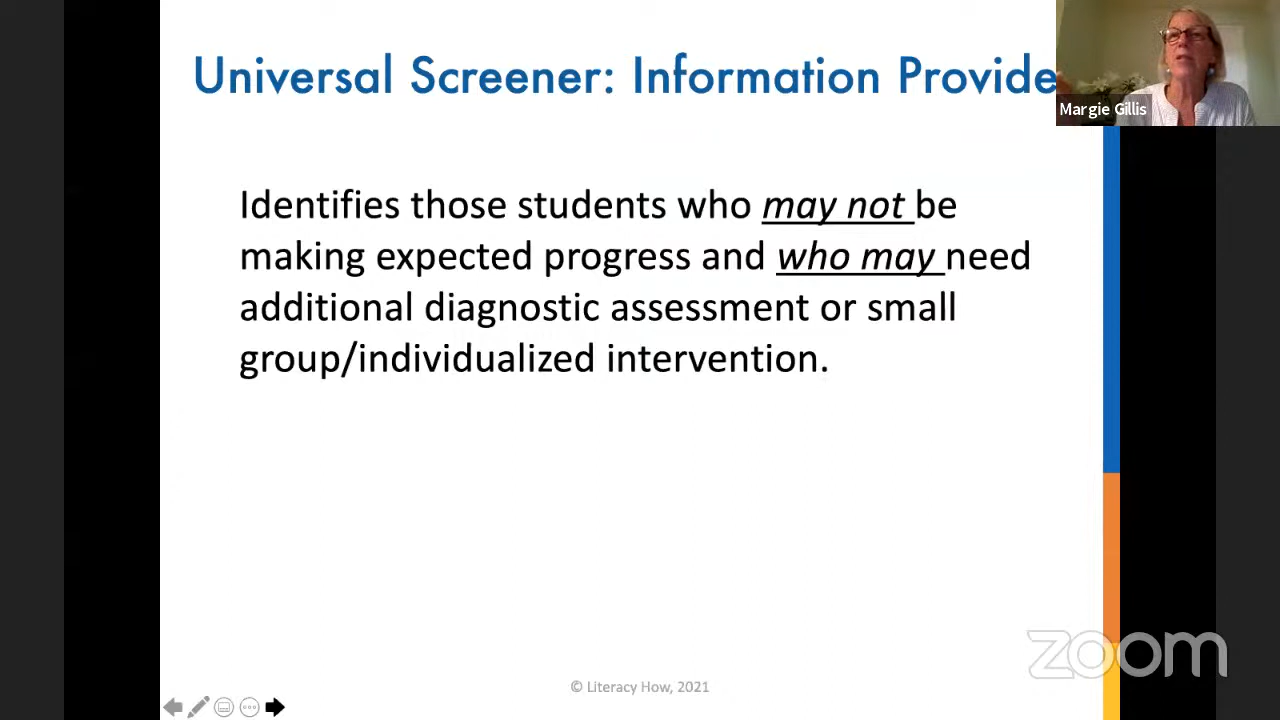 Universal Screener: Information Provide
Margie Gillis
Identifies those students who may not be
making expected progress and who may need
additional diagnostic assessment or small
group/individualized intervention.
zoom
© Literacy How, 2021